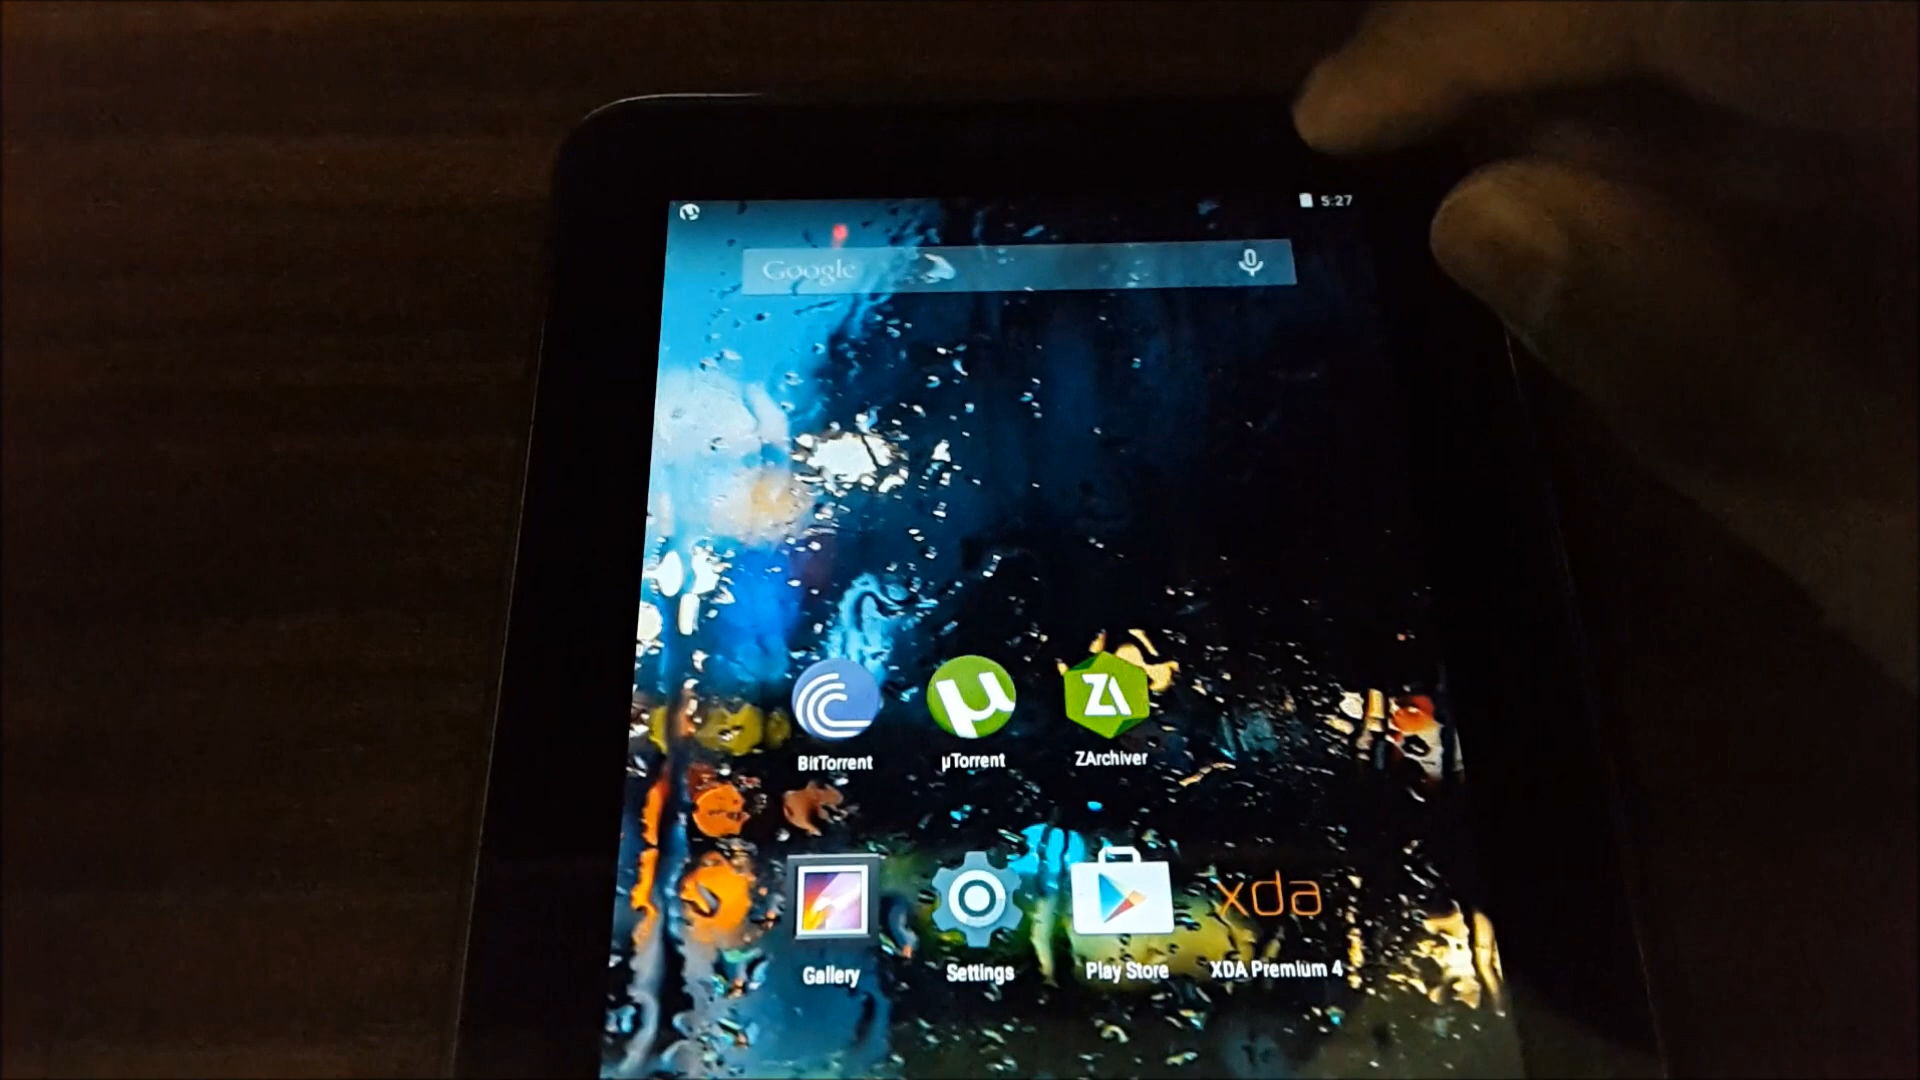 5:27
Google
BitTorrent
µTorrent
ZArchiver
xda
Gallery
Settings
Play Store
XDA Premium 4